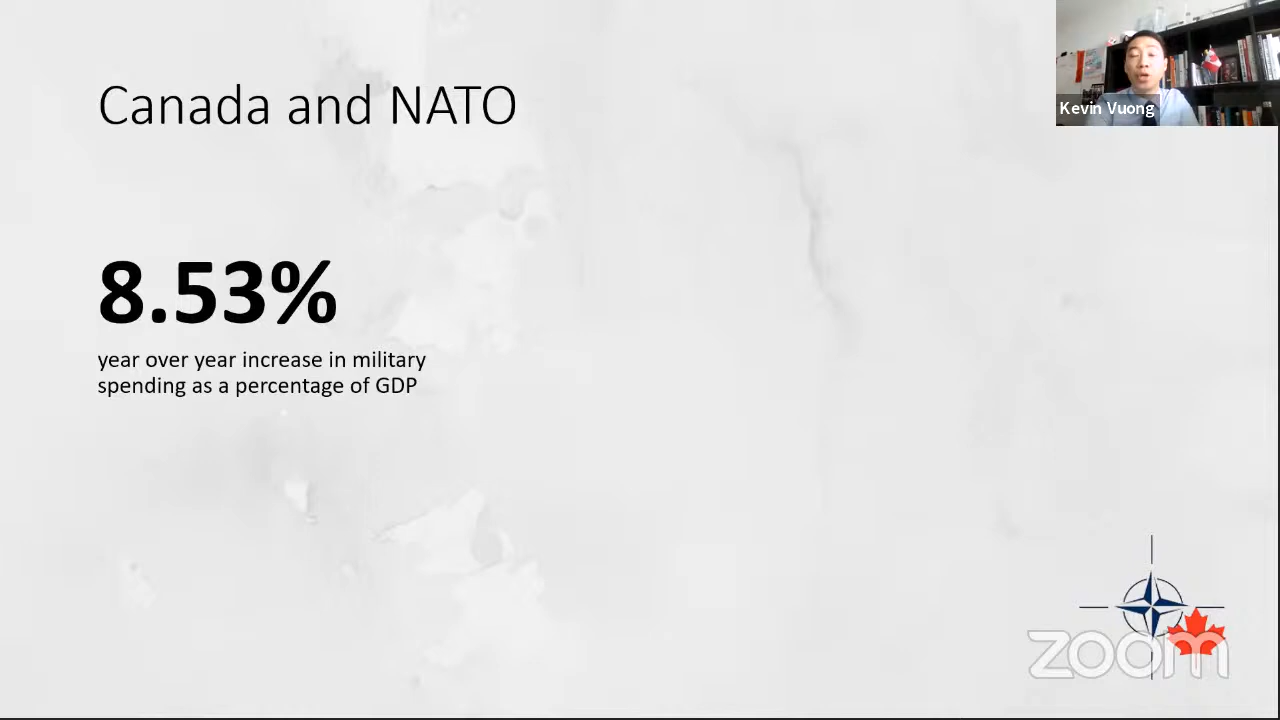 Canada and NATO
Kevin Vuong
8.53%
year over year increase in military
spending as a percentage of GDP
zoom